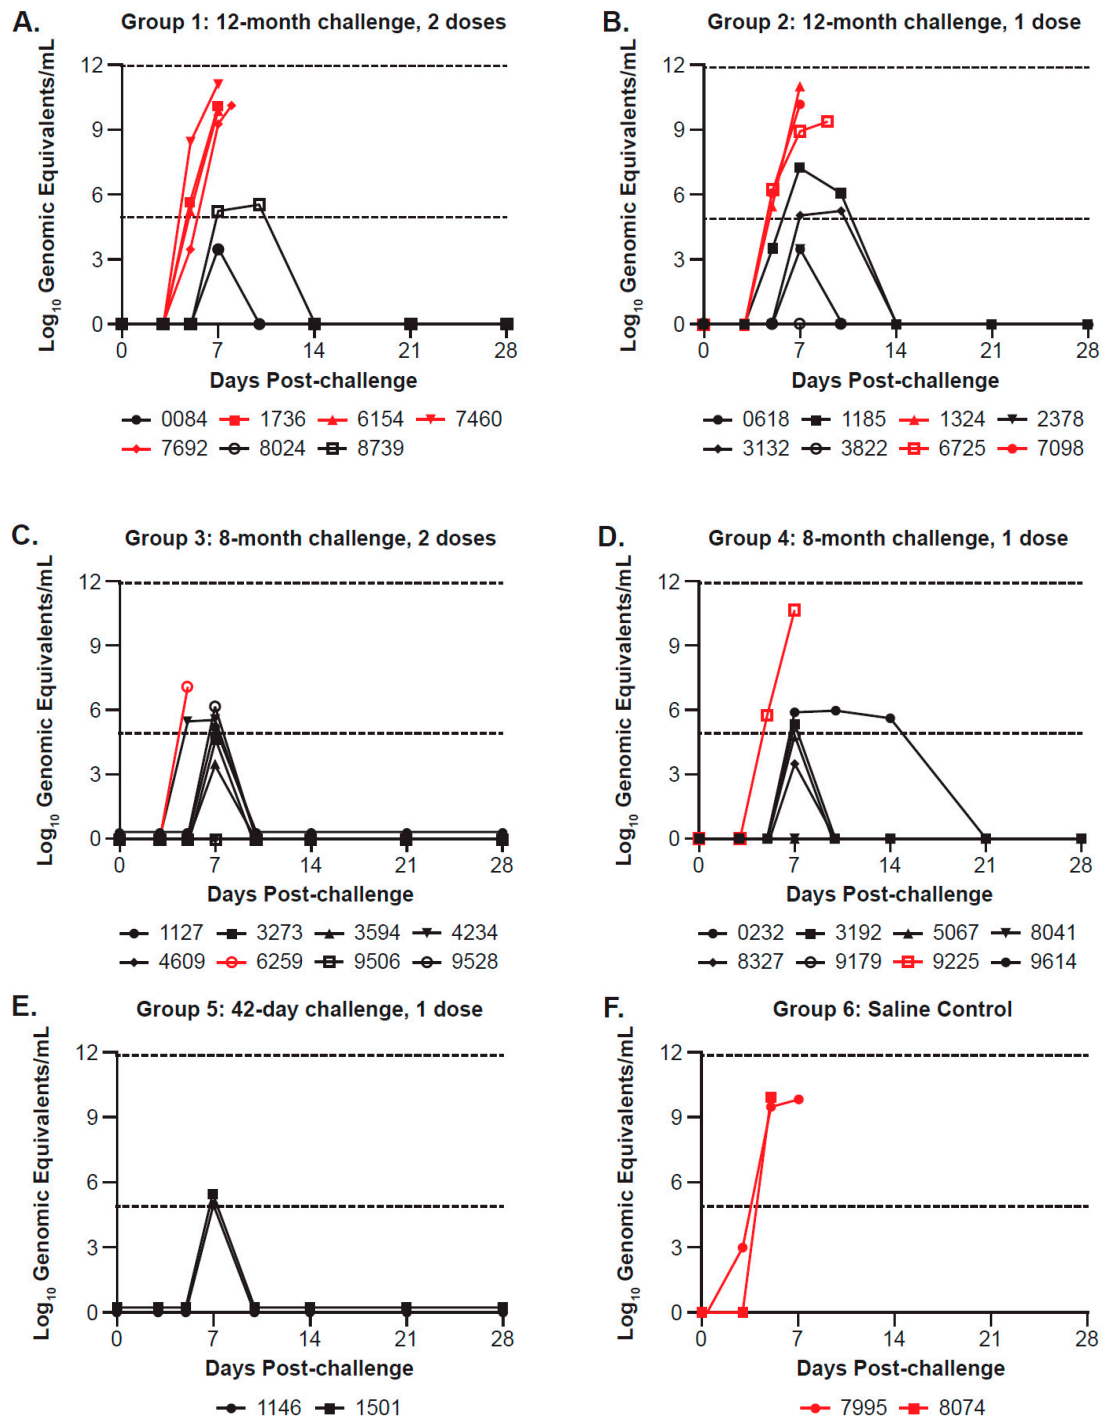 A. Group 1: 12-month challenge, 2 doses
Log10 Genomic Equivalents/mL
12
9
6
3
0
0 7 14 21 28
Days Post-challenge
0084 1736 6154 7460
7692 8024 8739
B. Group 2: 12-month challenge, 1 dose
Log10 Genomic Equivalents/mL
12
9
6
3
0
0 7 14 21 28
Days Post-challenge
0618 1185 1324 2378
3132 3822 6725 7098
C. Group 3: 8-month challenge, 2 doses
Log10 Genomic Equivalents/mL
12
9
6
3
0
0 7 14 21 28
Days Post-challenge
1127 3273 3594 4234
4609 6259 9506 9528
D. Group 4: 8-month challenge, 1 dose
Log10 Genomic Equivalents/mL
12
9
6
3
0
0 7 14 21 28
Days Post-challenge
0232 3192 5067 8041
8327 9179 9225 9614
E. Group 5: 42-day challenge, 1 dose
Log10 Genomic Equivalents/mL
12
9
6
3
0
0 7 14 21 28
Days Post-challenge
1146 1501
F. Group 6: Saline Control
Log10 Genomic Equivalents/mL
12
9
6
3
0
0 7 14 21 28
Days Post-challenge
7995 8074